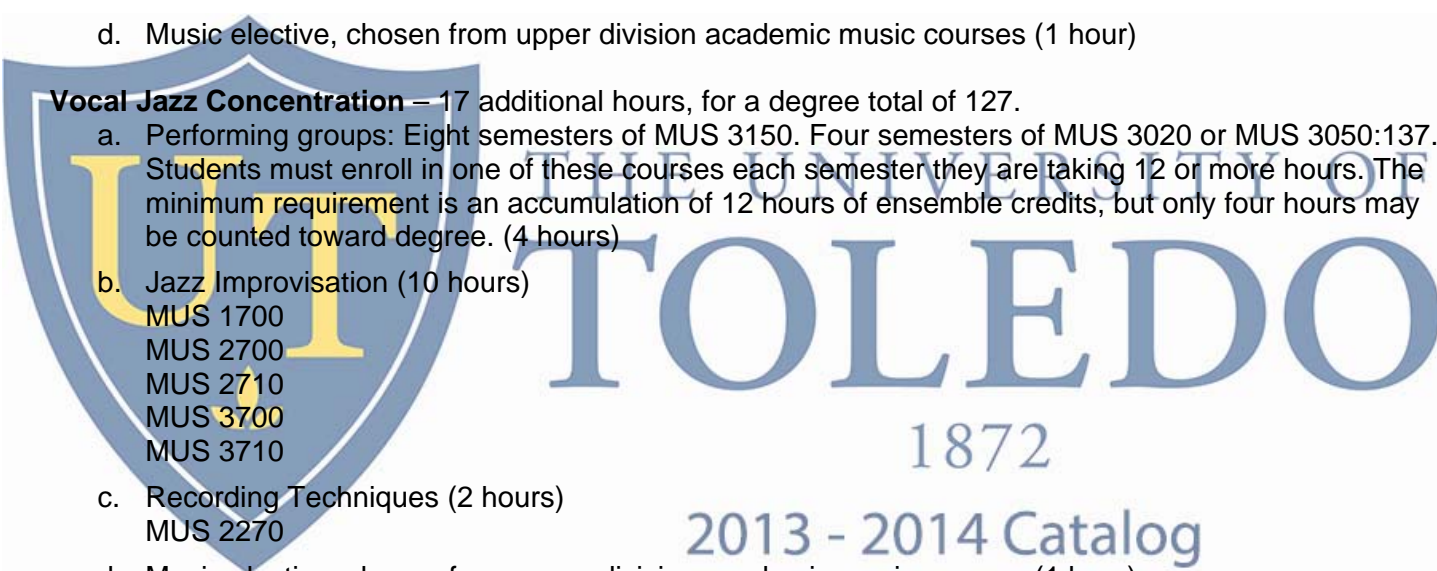 d. Music elective, chosen from upper division academic music courses (1 hour)
Vocal Jazz Concentration – 17 additional hours, for a degree total of 127.
a. Performing groups: Eight semesters of MUS 3150. Four semesters of MUS 3020 or MUS 3050:137.
Students must enroll in one of these courses each semester they are taking 12 or more hours. The
minimum requirement is an accumulation of 12 hours of ensemble credits, but only four hours may
be counted toward degree. (4 hours)
b. Jazz Improvisation (10 hours)
MUS 1700
MUS 2700
MUS 2710
MUS 3700
MUS 3710
c. Recording Techniques (2 hours)
MUS 2270
UT
THE UNIVERSITY OF
TOLEDO
1872
2013 - 2014 Catalog